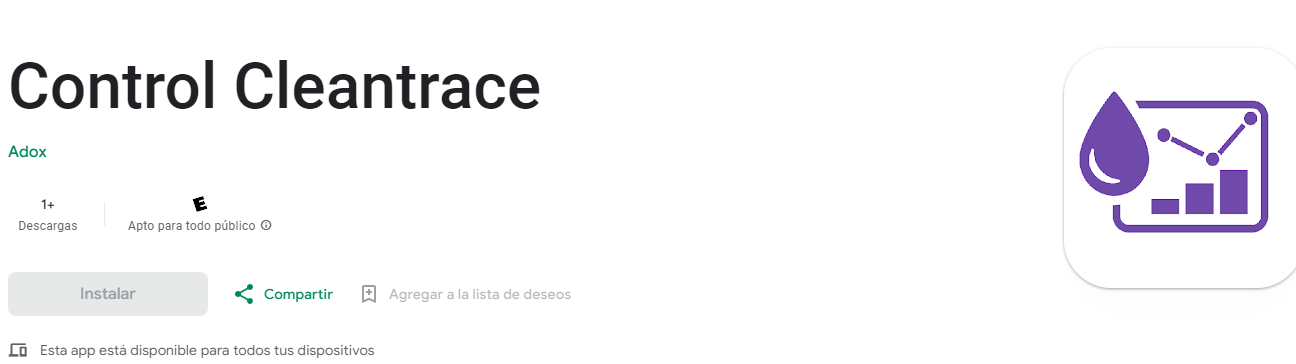 Control Cleantrace
Adox
1+
Descargas
E
Apto para todo público
Instalar
Compartir
Agregar a la lista de deseos
Esta app está disponible para todos tus dispositivos